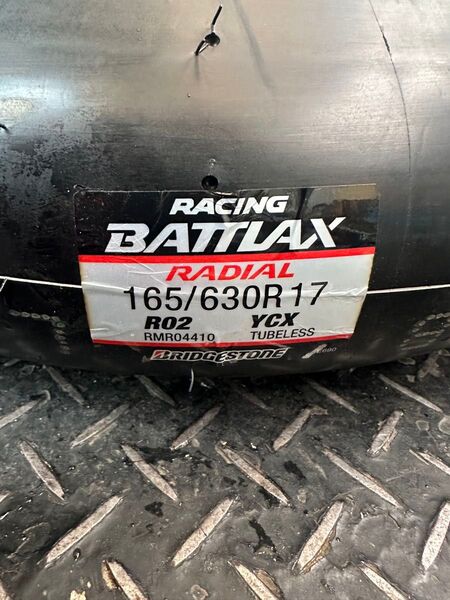 RACING
BATTLAX
RADIAL
165/630R17
R02 YCX
RMR04410 TUBELESS
BRIDGESTONE